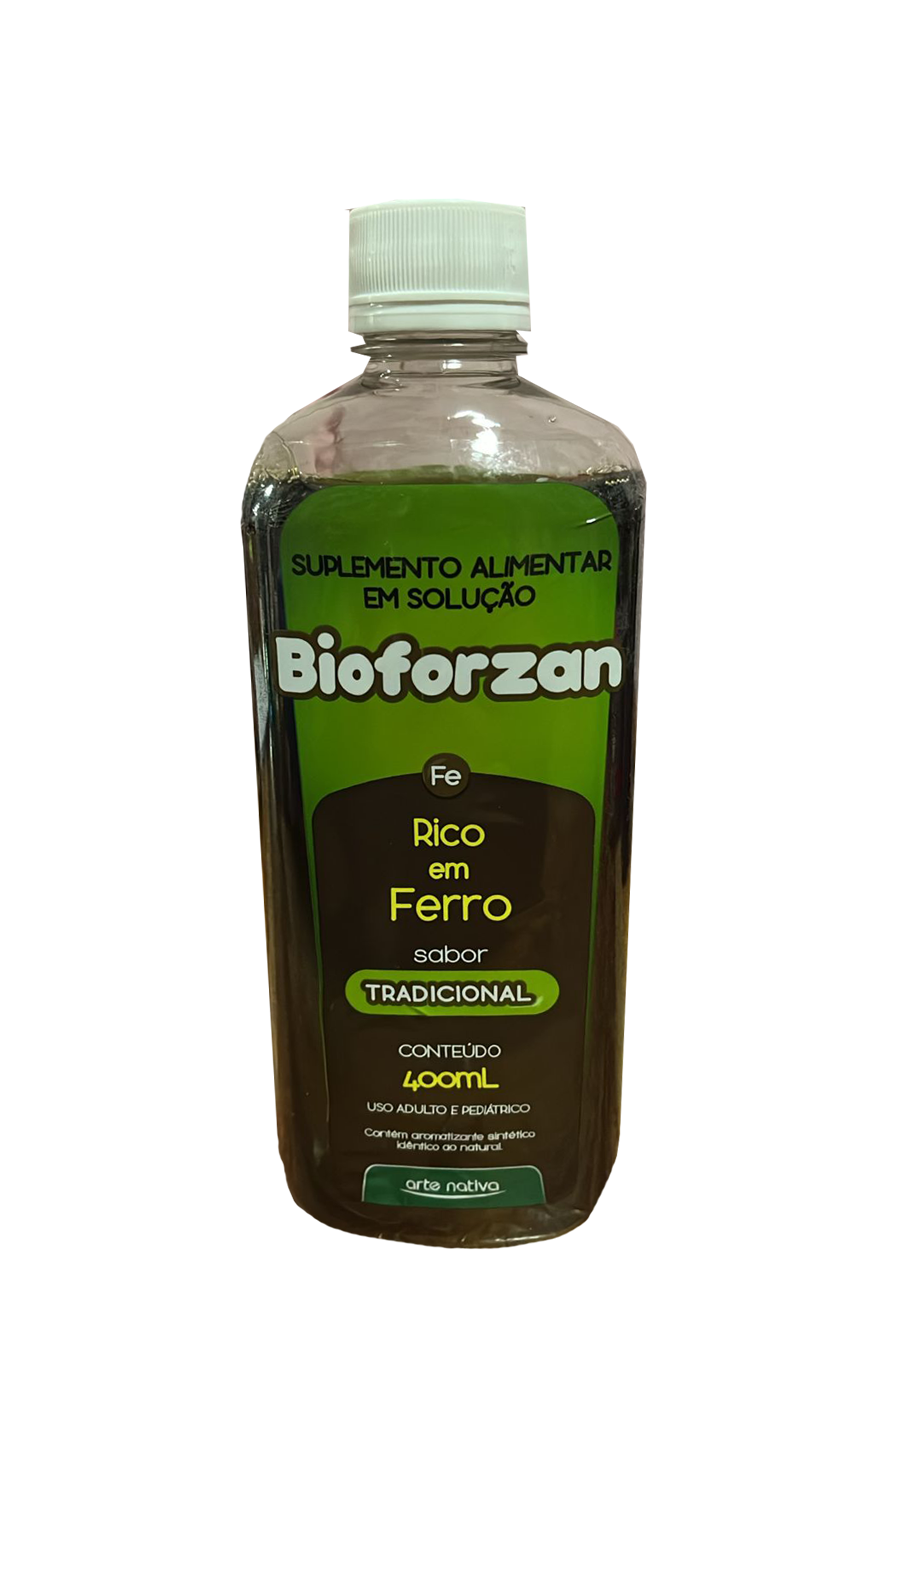 SUPLEMENTO ALIMENTAR
EM SOLUÇÃO
Bioforzan
Fe
Rico
em
Ferro
sabor
TRADICIONAL
CONTEÚDO
400mL
USO ADULTO E PEDIÁTRICO
Contém aromatizante sintético
idêntico ao natural.
arte nativa